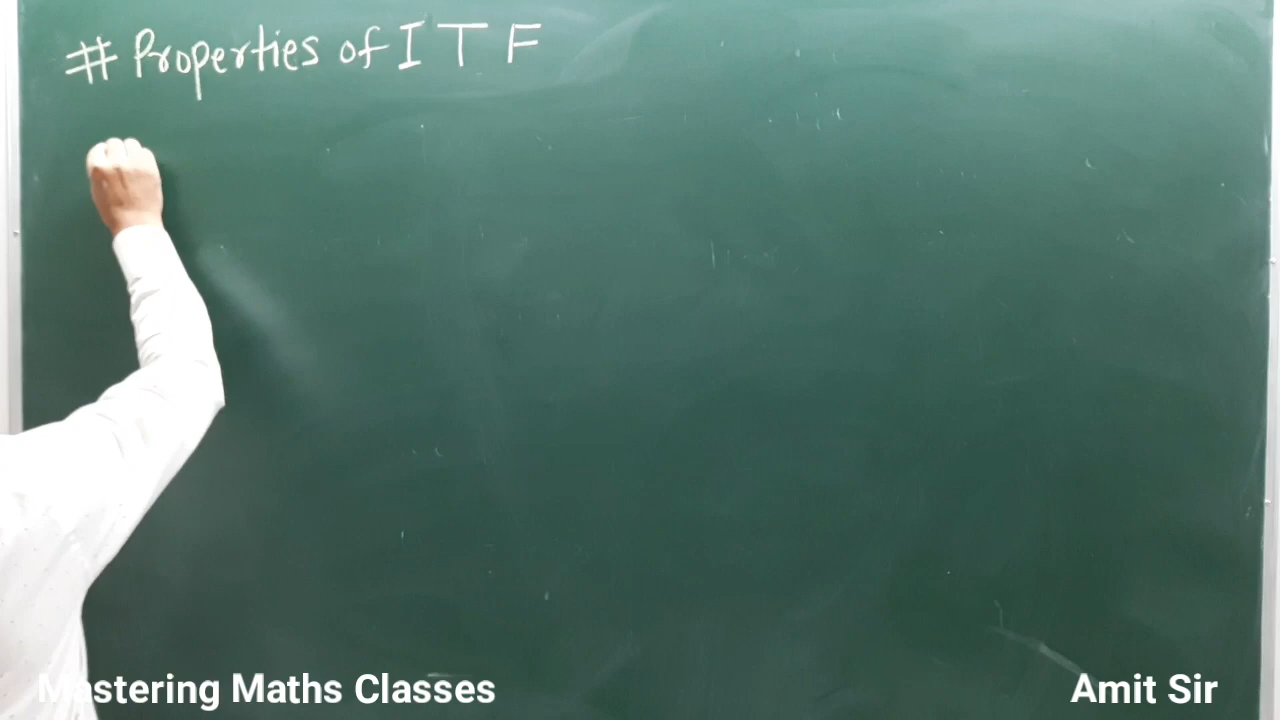 # Properties of I T F
Mastering Maths Classes
Amit Sir